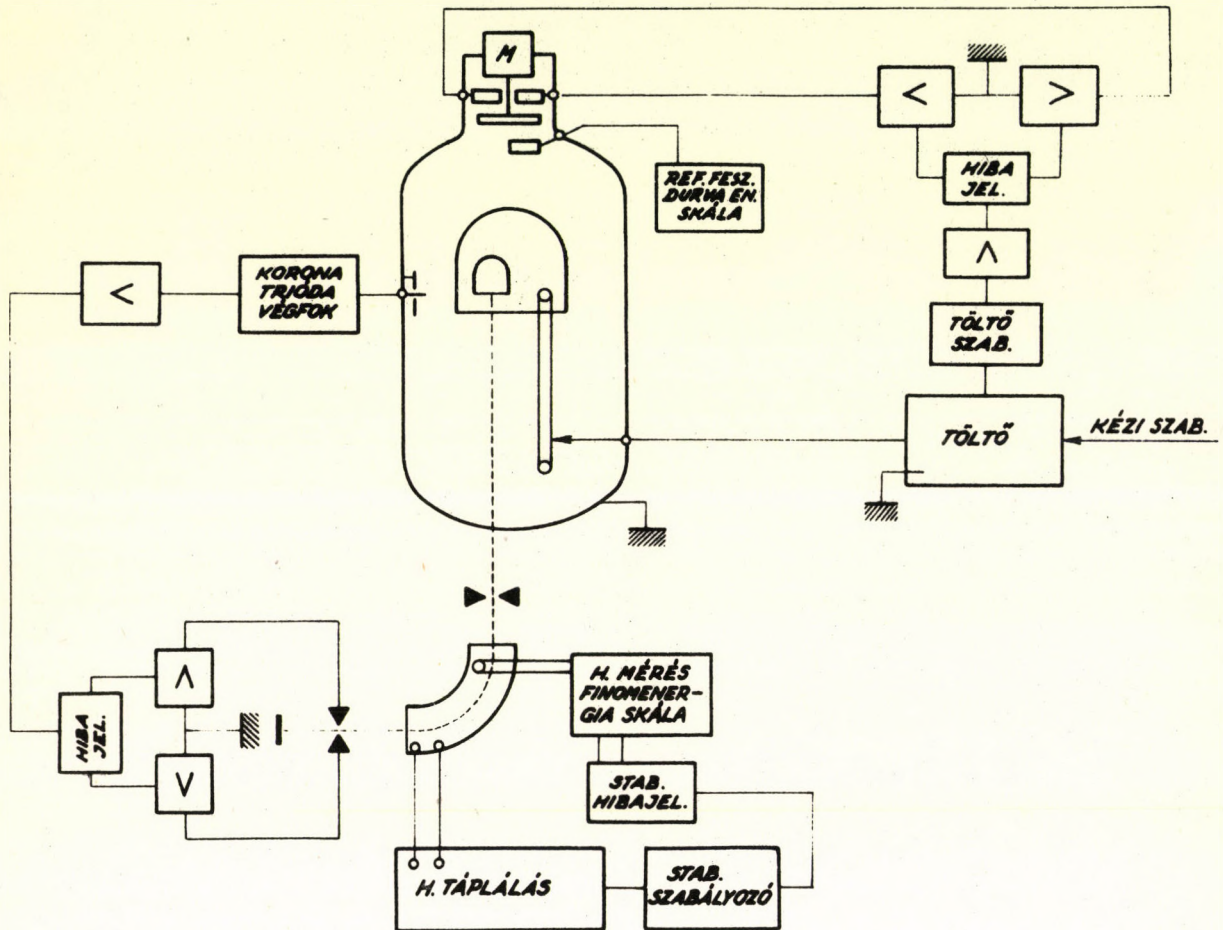 M
<
>
REF. FESZ.
DURVA EN.
SKÁLA
HIBA
JEL.
<
KORONA
TRIÓDA
VÉGFOK
>
TÖLTŐ
SZAB.
TÖLTŐ
KÉZI SZAB.
>
H. MÉRÉS
FINOMENER-
GIA SKÁLA
HIBA
JEL.
>
STAB.
HIBAJEL.
H. TÁPLÁLÁS
STAB.
SZABÁLYOZÓ